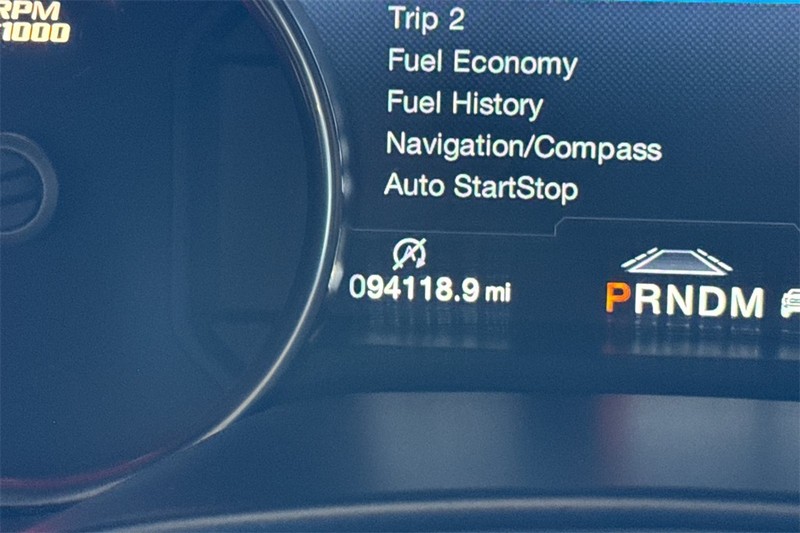 RPM
x1000
Trip 2
Fuel Economy
Fuel History
Navigation/Compass
Auto StartStop
A
094118.9 mi
PRNDM